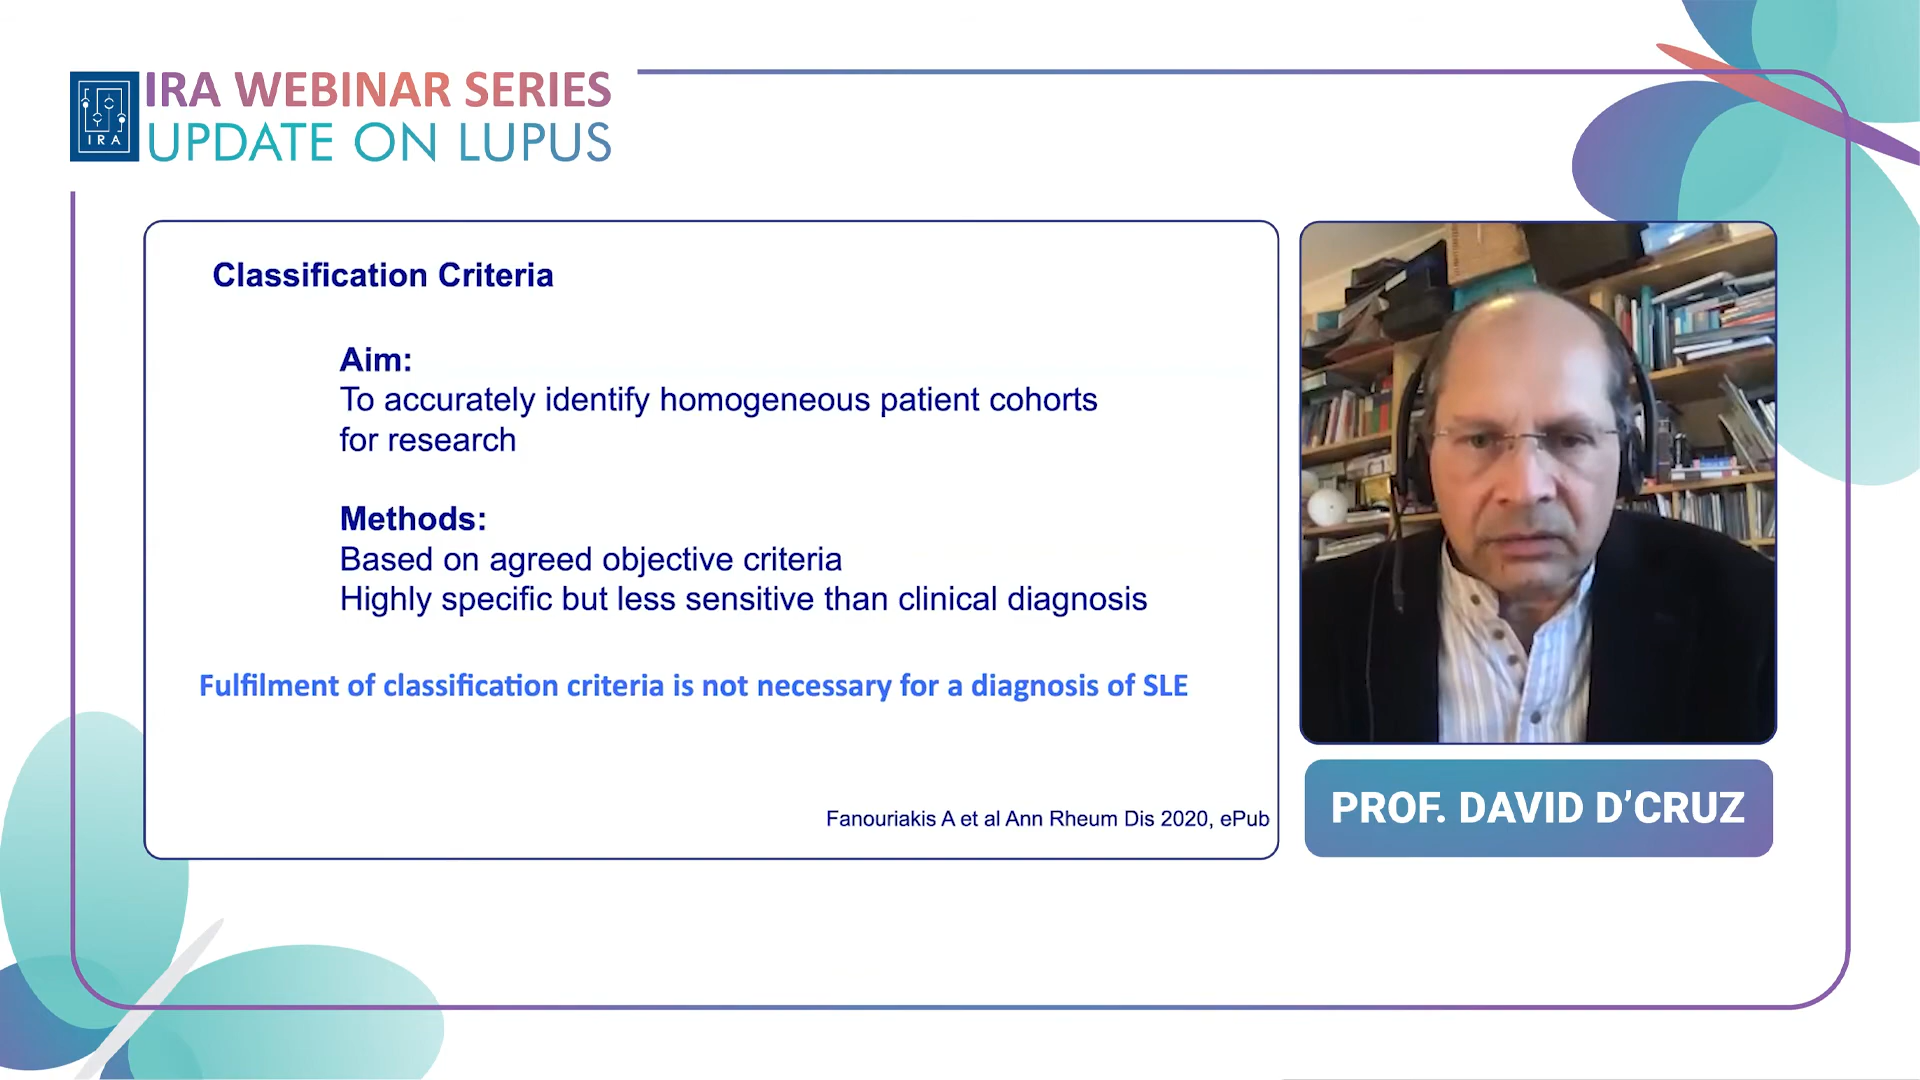 IRA WEBINAR SERIES
UPDATE ON LUPUS
IRA
Classification Criteria
Aim:
To accurately identify homogeneous patient cohorts
for research
Methods:
Based on agreed objective criteria
Highly specific but less sensitive than clinical diagnosis
Fulfilment of classification criteria is not necessary for a diagnosis of SLE
Fanouriakis A et al Ann Rheum Dis 2020, ePub
PROF. DAVID D’CRUZ